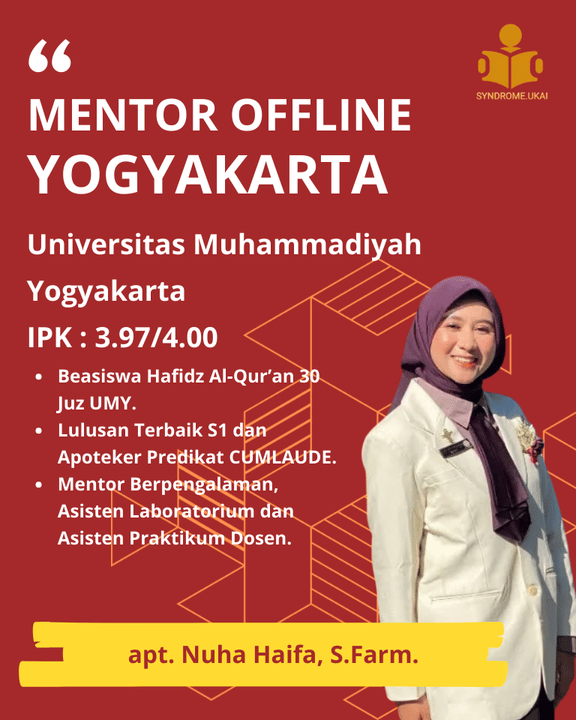 “
SYNDROME.UKAI
MENTOR OFFLINE
YOGYAKARTA
Universitas Muhammadiyah
Yogyakarta
IPK : 3.97/4.00
• Beasiswa Hafidz Al-Qur’an 30
Juz UMY.
• Lulusan Terbaik S1 dan
Apoteker Predikat CUMLAUDE.
• Mentor Berpengalaman,
Asisten Laboratorium dan
Asisten Praktikum Dosen.
apt. Nuha Haifa, S.Farm.